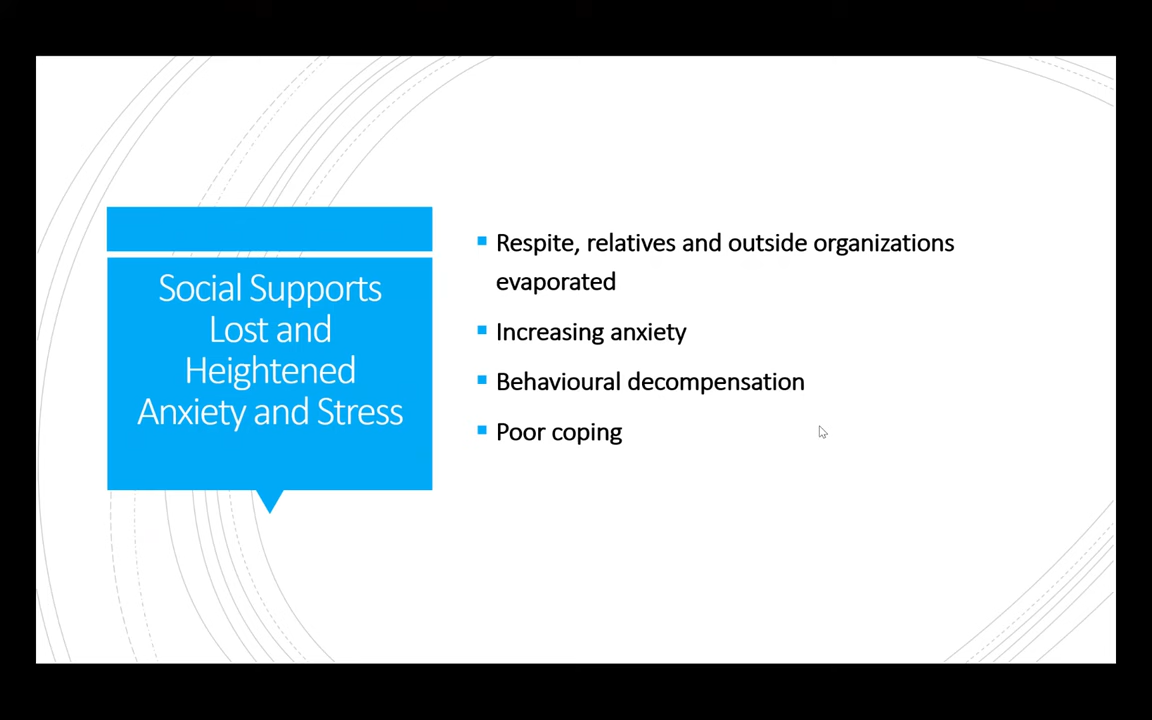 Social Supports
Lost and
Heightened
Anxiety and Stress
Respite, relatives and outside organizations
evaporated
Increasing anxiety
Behavioural decompensation
Poor coping